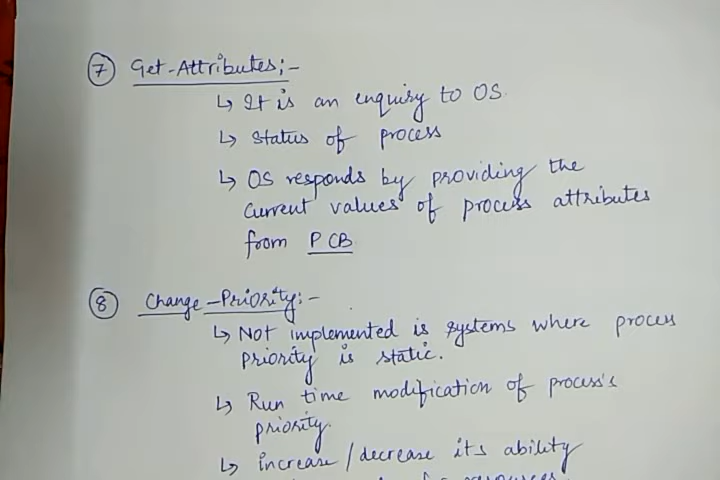 7 Get-Attributes:-
↳ It is an enquiry to OS.
↳ Status of process
↳ OS responds by providing the
current values of process attributes
from PCB
8 Change-Priority:-
↳ Not implemented is systems where process
priority is static.
↳ Run time modification of process's
priority.
↳ increase/decrease its ability
resources.